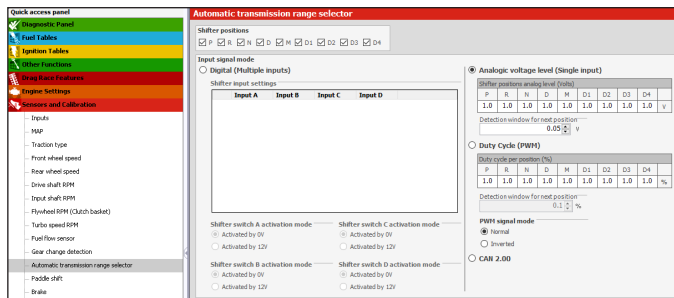 Quick access panel
Diagnostic Panel
Fuel Tables
Ignition Tables
Other Functions
Drag Race Features
Engine Settings
Sensors and Calibration
Inputs
MAP
Traction type
Front wheel speed
Rear wheel speed
Drive shaft RPM
Input shaft RPM
Flywheel RPM (Clutch basket)
Turbo speed RPM
Fuel flow sensor
Gear change detection
Automatic transmission range selector
Paddle shift
Brake
Automatic transmission range selector
Shifter positions
P R N D M D1 D2 D3 D4
Input signal mode
Digital (Multiple inputs)
Shifter input settings
Input A Input B Input C Input D
Shifter switch A activation mode
Activated by 0V
Activated by 12V
Shifter switch C activation mode
Activated by 0V
Activated by 12V
Shifter switch B activation mode
Activated by 0V
Activated by 12V
Shifter switch D activation mode
Activated by 0V
Activated by 12V
Analogic voltage level (Single input)
Shifter positions analog level (Volts)
P R N D M D1 D2 D3 D4
1.0 1.0 1.0 1.0 1.0 1.0 1.0 1.0 1.0 V
Detection window for next position
0.05 V
Duty Cycle (PWM)
Duty cycle per position (%)
P R N D M D1 D2 D3 D4
1.0 1.0 1.0 1.0 1.0 1.0 1.0 1.0 1.0 %
Detection window for next position
0.1 %
PWM signal mode
Normal
Inverted
CAN 2.00